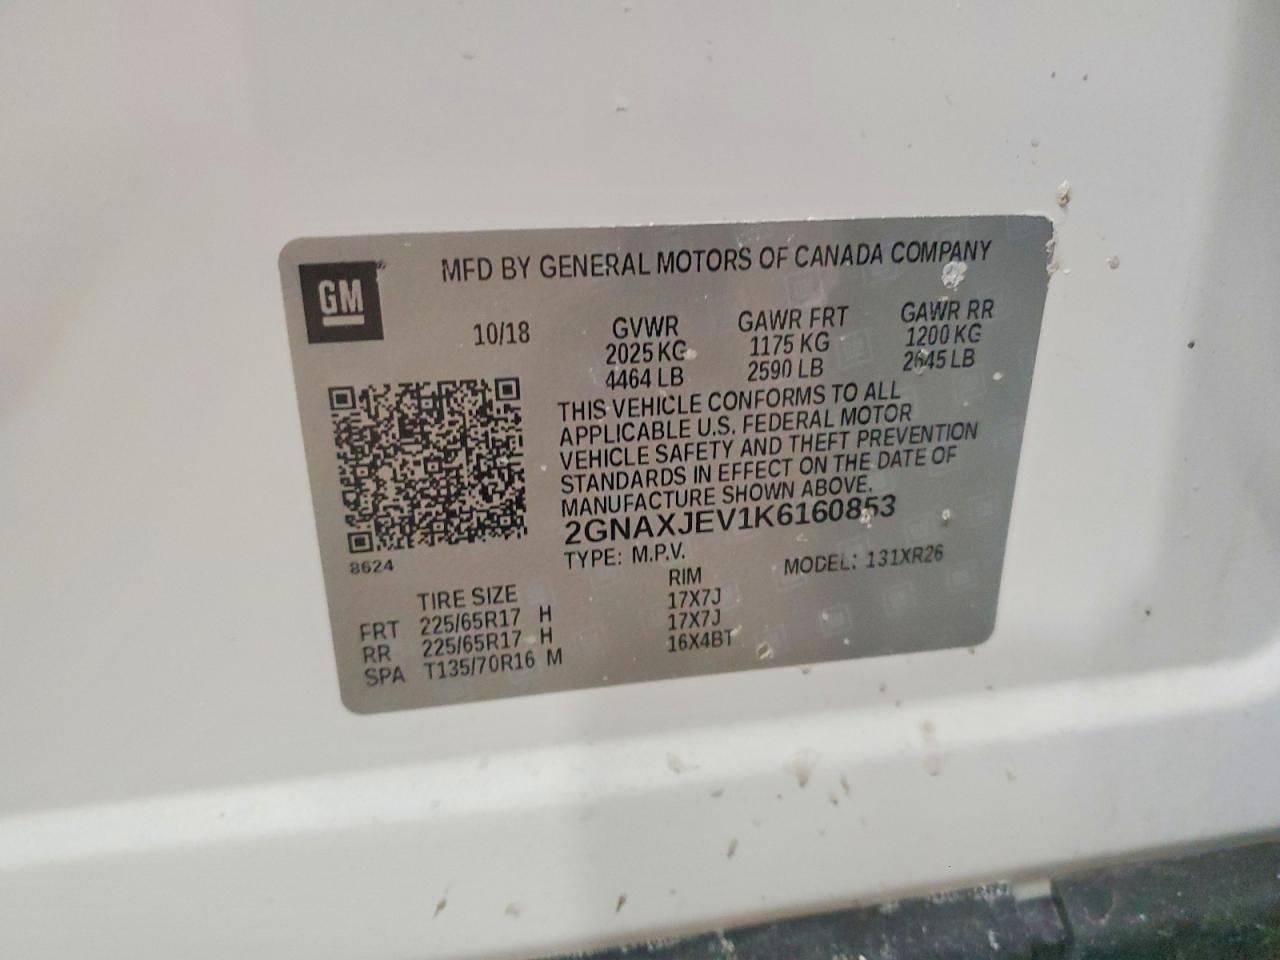 GM
MFD BY GENERAL MOTORS OF CANADA COMPANY
10/18
GVWR
2025 KG
4464 LB
GAWR FRT
1175 KG
2590 LB
GAWR RR
1200 KG
2645 LB
THIS VEHICLE CONFORMS TO ALL
APPLICABLE U.S. FEDERAL MOTOR
VEHICLE SAFETY AND THEFT PREVENTION
STANDARDS IN EFFECT ON THE DATE OF
MANUFACTURE SHOWN ABOVE.
2GNAXJEV1K6160853
TYPE: M.P.V.
MODEL: 131XR26
8624
TIRE SIZE RIM
FRT 225/65R17 H 17X7J
RR 225/65R17 H 17X7J
SPA T135/70R16 M 16X4BT